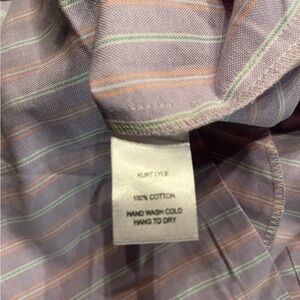 KURT LYLE
100% COTTON
HAND WASH COLD
HANG TO DRY